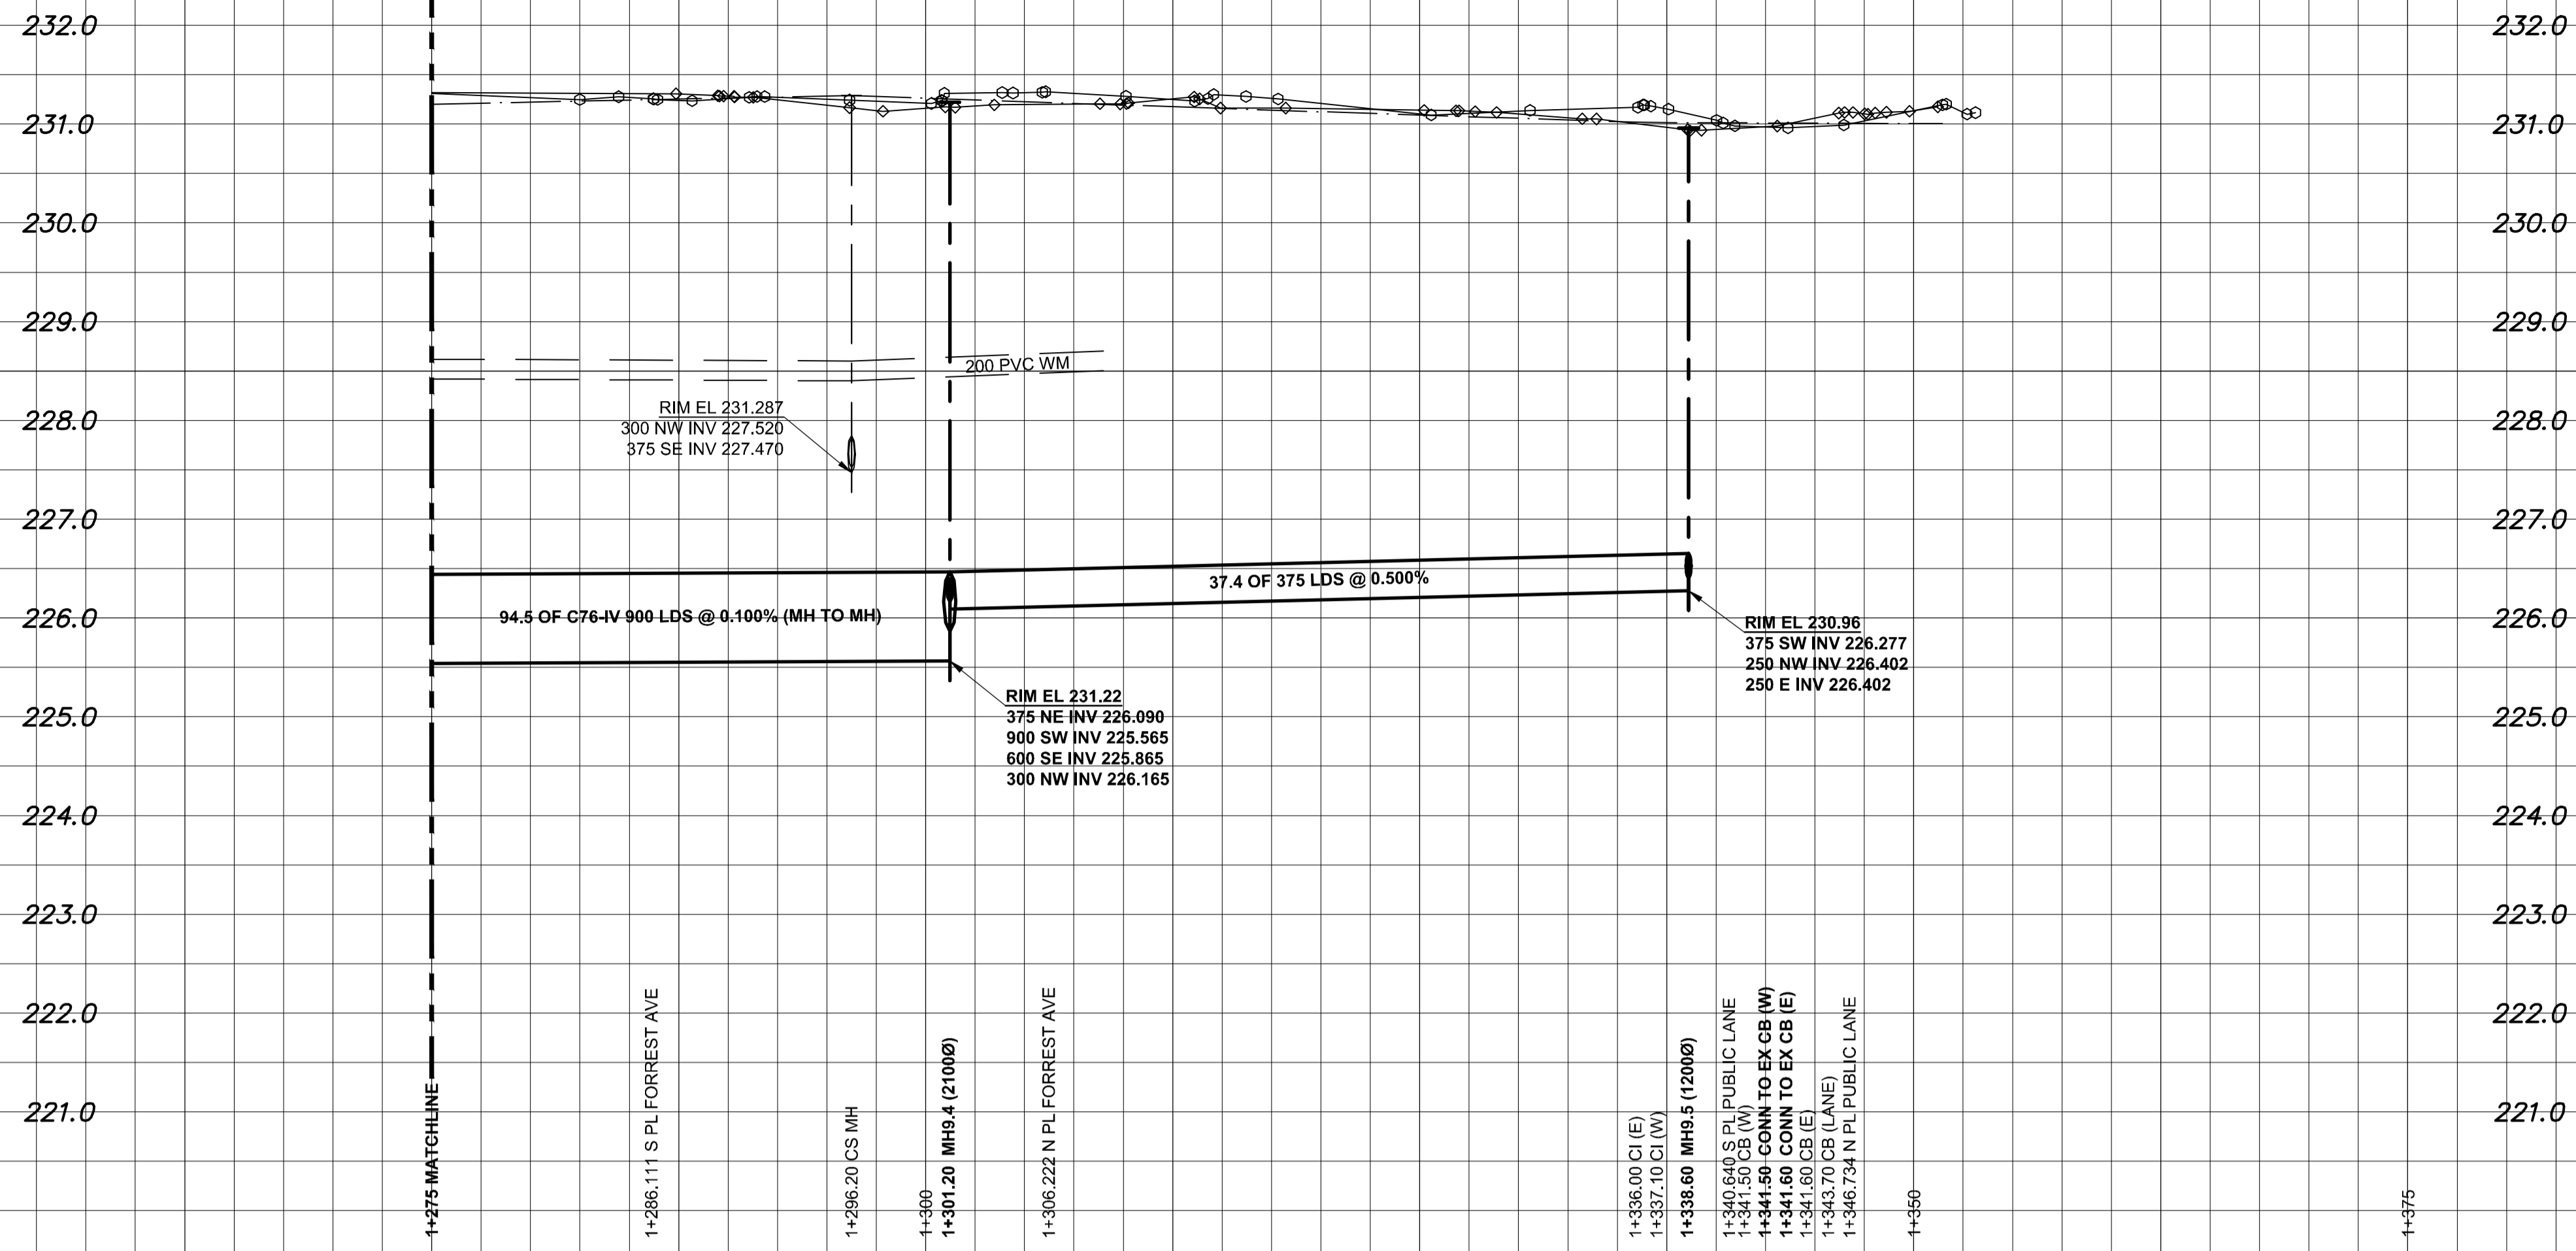 232.0 232.0
231.0 231.0
230.0 230.0
229.0 229.0
200 PVC WM
RIM EL 231.287
300 NW INV 227.520
375 SE INV 227.470
228.0 228.0
227.0 227.0
37.4 OF 375 LDS @ 0.500%
94.5 OF C76-IV 900 LDS @ 0.100% (MH TO MH)
226.0 226.0
RIM EL 230.96
375 SW INV 226.277
250 NW INV 226.402
250 E INV 226.402
RIM EL 231.22
375 NE INV 226.090
900 SW INV 225.565
600 SE INV 225.865
300 NW INV 226.165
225.0 225.0
224.0 224.0
223.0 223.0
222.0 222.0
221.0 221.0
1+275 MATCHLINE
1+286.111 S PL FORREST AVE
1+296.20 CS MH
1+300
1+301.20 MH9.4 (2100Ø)
1+306.222 N PL FORREST AVE
1+336.00 CI (E)
1+337.10 CI (W)
1+338.60 MH9.5 (1200Ø)
1+340.640 S PL PUBLIC LANE
1+341.50 CB (W)
1+341.50 CONN TO EX CB (W)
1+341.60 CONN TO EX CB (E)
1+341.60 CB (E)
1+343.70 CB (LANE)
1+346.734 N PL PUBLIC LANE
1+350
1+375